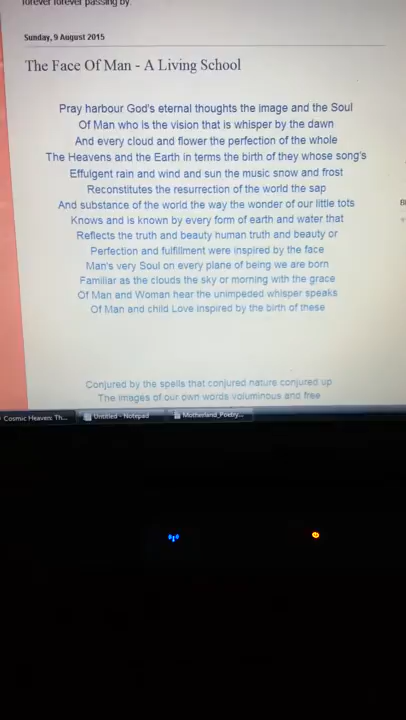 forever forever passing by.
Sunday, 9 August 2015
The Face Of Man - A Living School
Pray harbour God's eternal thoughts the image and the Soul
Of Man who is the vision that is whisper by the dawn
And every cloud and flower the perfection of the whole
The Heavens and the Earth in terms the birth of they whose song's
Effulgent rain and wind and sun the music snow and frost
Reconstitutes the resurrection of the world the sap
And substance of the world the way the wonder of our little tots
Knows and is known by every form of earth and water that
Reflects the truth and beauty human truth and beauty or
Perfection and fulfillment were inspired by the face
Man's very Soul on every plane of being we are born
Familiar as the clouds the sky or morning with the grace
Of Man and Woman hear the unimpeded whisper speaks
Of Man and child Love inspired by the birth of these
Conjured by the spells that conjured nature conjured up
The images of our own words voluminous and free
Cosmic Heaven: Th...
Untitled - Notepad
Motherland_Poetry...